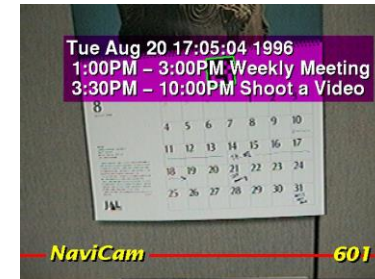 Tue Aug 20 17:05:04 1996
1:00PM – 3:00PM Weekly Meeting
3:30PM – 10:00PM Shoot a Video
8
4 5 6 7 8 9 10
11 12 13 14 15 16 17
18 19 20 21 22 23 24
25 26 27 28 29 30 31
JAL
NaviCam 601